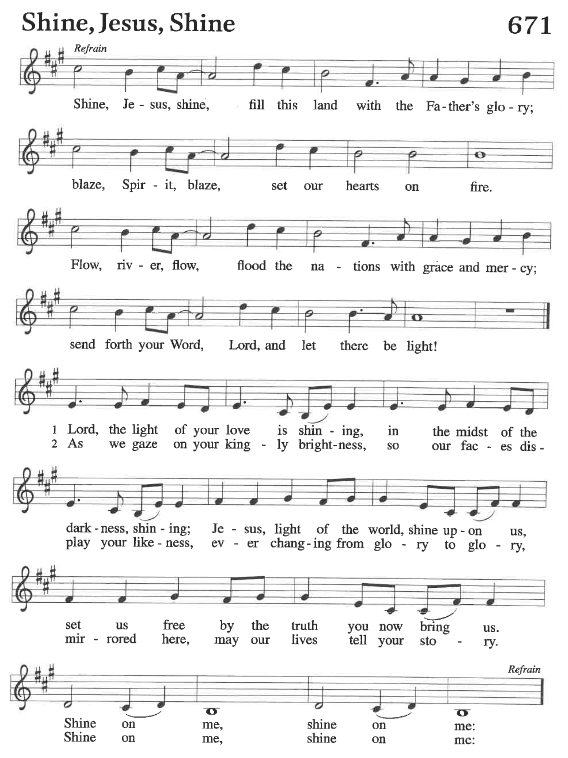 Shine, Jesus, Shine 671
Refrain
Shine, Je - sus, shine, fill this land with the Fa - ther's glo - ry;
blaze, Spir - it, blaze, set our hearts on fire.
Flow, riv - er, flow, flood the na - tions with grace and mer - cy;
send forth your Word, Lord, and let there be light!
1 Lord, the light of your love is shin - ing, in the midst of the
2 As we gaze on your king - ly bright-ness, so our fac - es dis -
dark - ness, shin - ing; Je - sus, light of the world, shine up - on us,
play your like - ness, ev - er chang - ing from glo - ry to glo - ry,
set us free by the truth you now bring us.
mir - rored here, may our lives tell your sto - ry.
Refrain
Shine on me, shine on me:
Shine on me, shine on me: